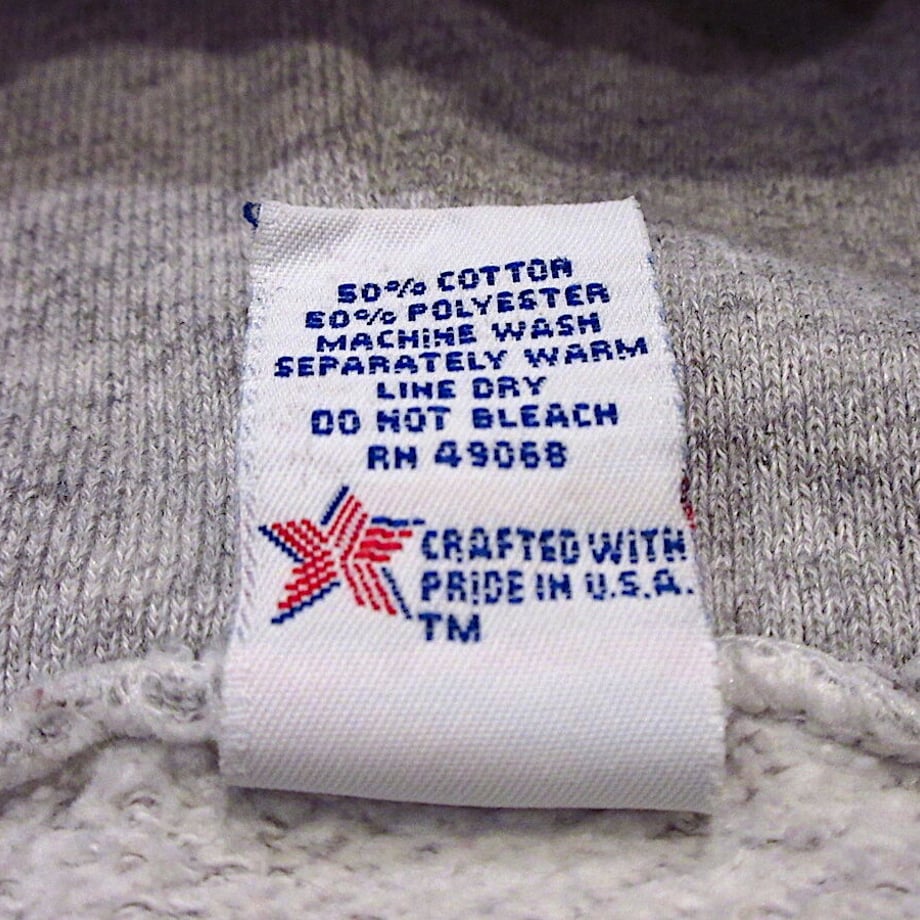 50% COTTON
50% POLYESTER
MACHINE WASH
SEPARATELY WARM
LINE DRY
DO NOT BLEACH
RN 49068
CRAFTED WITH
PRIDE IN U.S.A.
TM